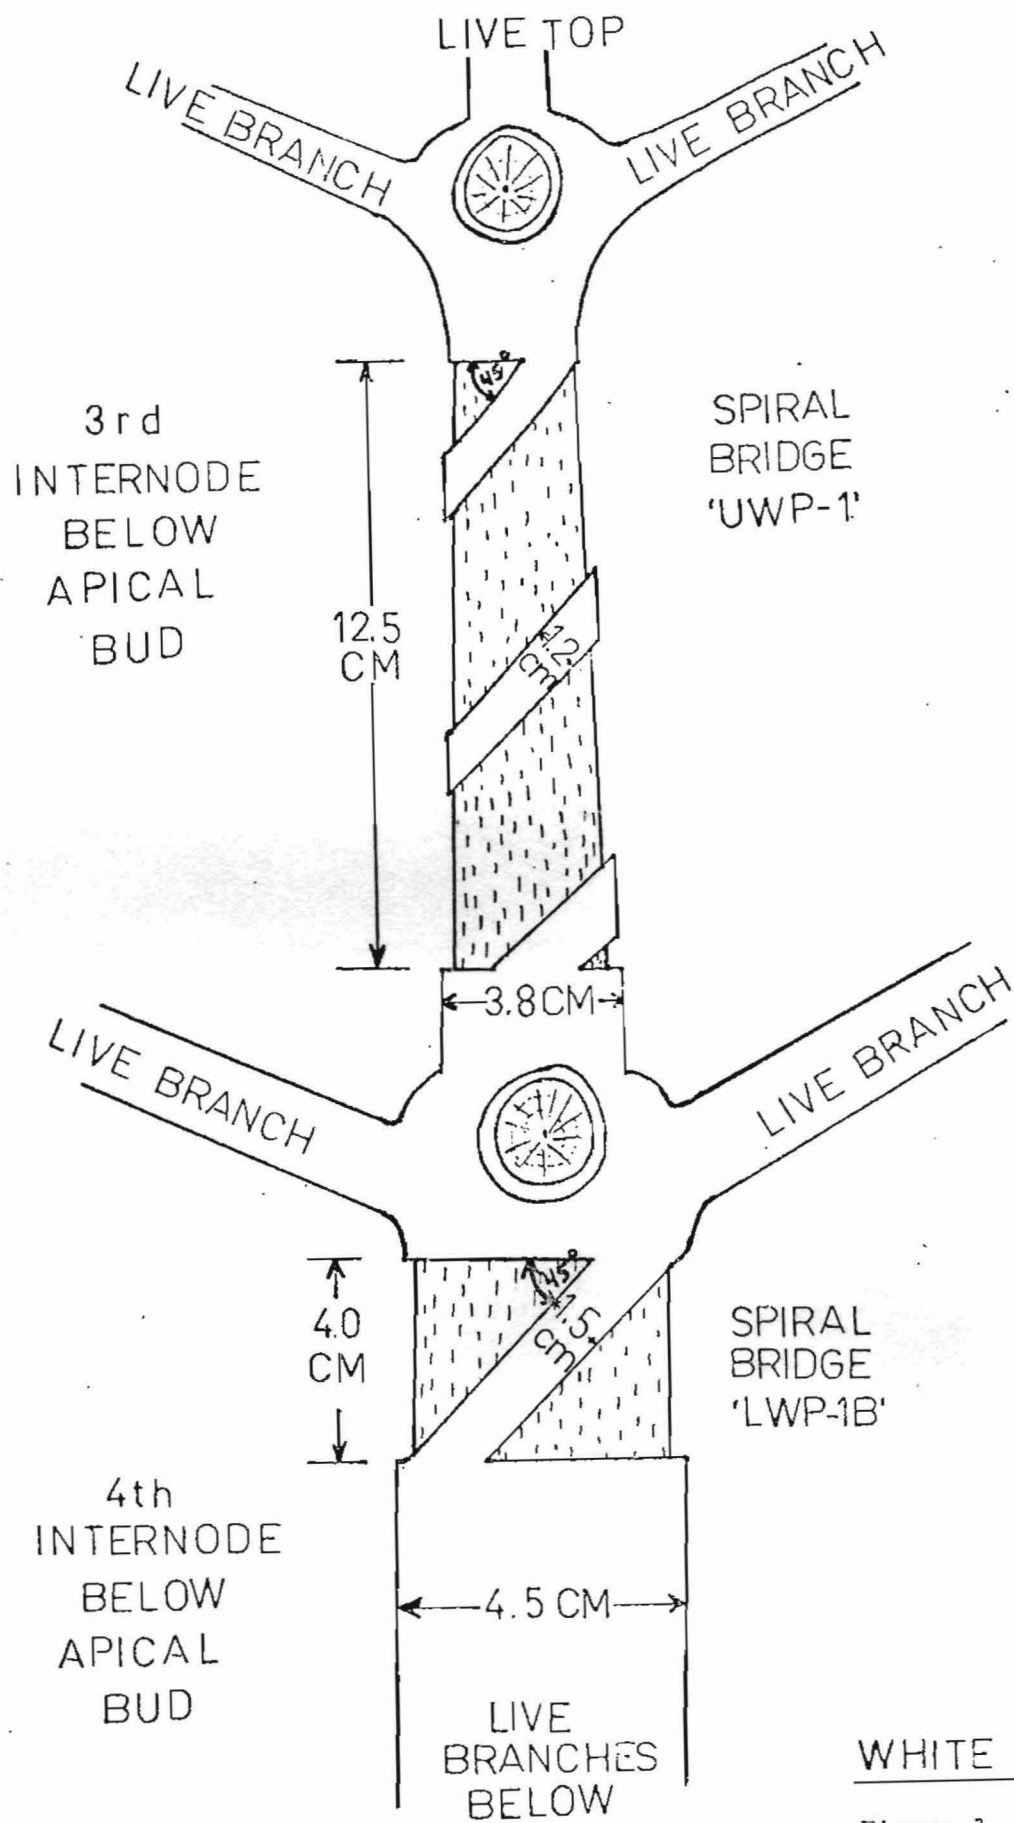 LIVE TOP
LIVE BRANCH
LIVE BRANCH
45°
3rd
INTERNODE
BELOW
APICAL
BUD
SPIRAL
BRIDGE
'UWP-1'
12.5
CM
1.2
cm
3.8 CM
LIVE BRANCH
LIVE BRANCH
45°
4.0
CM
1.5
cm
SPIRAL
BRIDGE
'LWP-1B'
4th
INTERNODE
BELOW
APICAL
BUD
4.5 CM
LIVE
BRANCHES
BELOW
WHITE